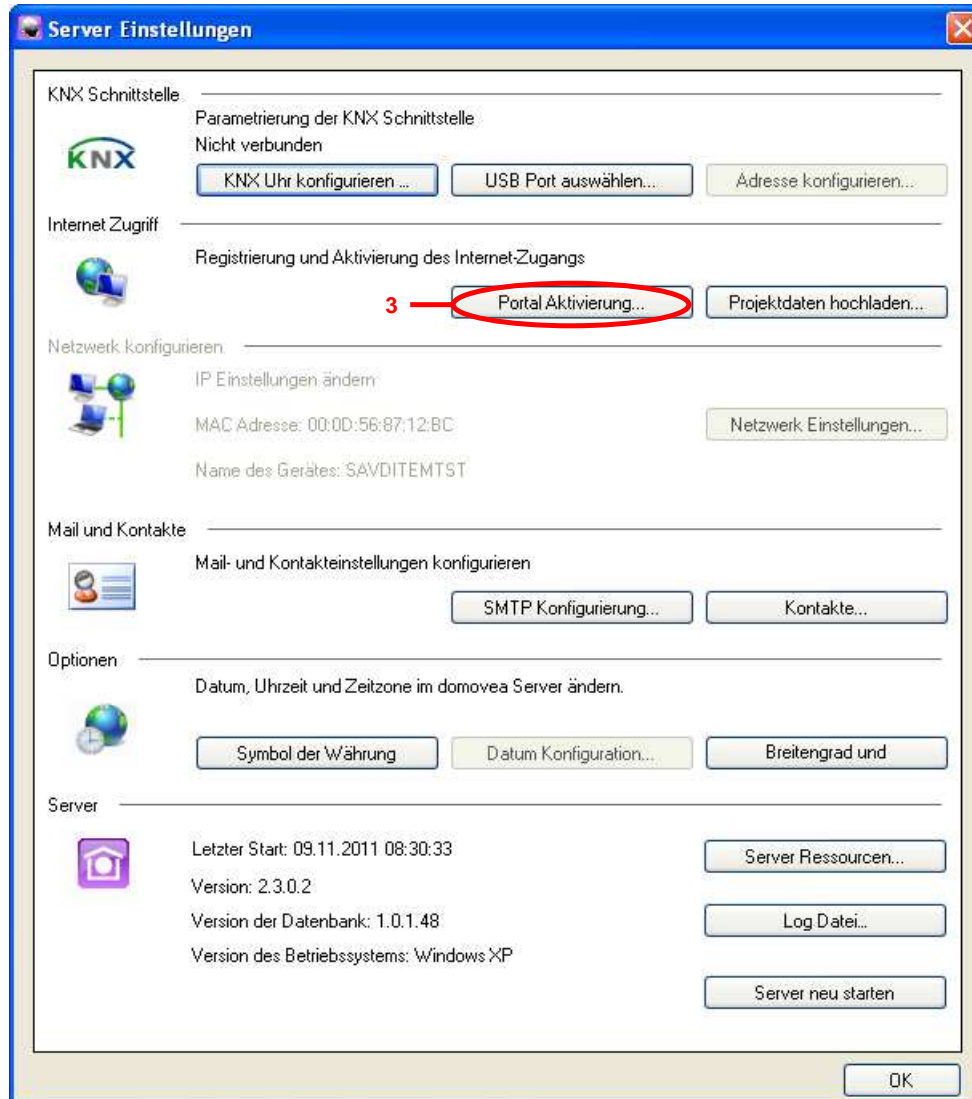 Server Einstellungen
KNX Schnittstelle
Parametrierung der KNX Schnittstelle
Nicht verbunden
KNX
KNX Uhr konfigurieren ...
USB Port auswählen...
Adresse konfigurieren...
Internet Zugriff
Registrierung und Aktivierung des Internet-Zugangs
3
Portal Aktivierung...
Projektdaten hochladen...
Netzwerk konfigurieren
IP Einstellungen ändern
MAC Adresse: 00:0D:56:87:12:BC
Netzwerk Einstellungen...
Name des Gerätes: SAVDITEMTST
Mail und Kontakte
Mail- und Kontakteinstellungen konfigurieren
SMTP Konfigurierung...
Kontakte...
Optionen
Datum, Uhrzeit und Zeitzone im domovea Server ändern.
Symbol der Währung
Datum Konfiguration...
Breitengrad und
Server
Letzter Start: 09.11.2011 08:30:33
Server Ressourcen...
Version: 2.3.0.2
Version der Datenbank: 1.0.1.48
Log Datei...
Version des Betriebssystems: Windows XP
Server neu starten
OK